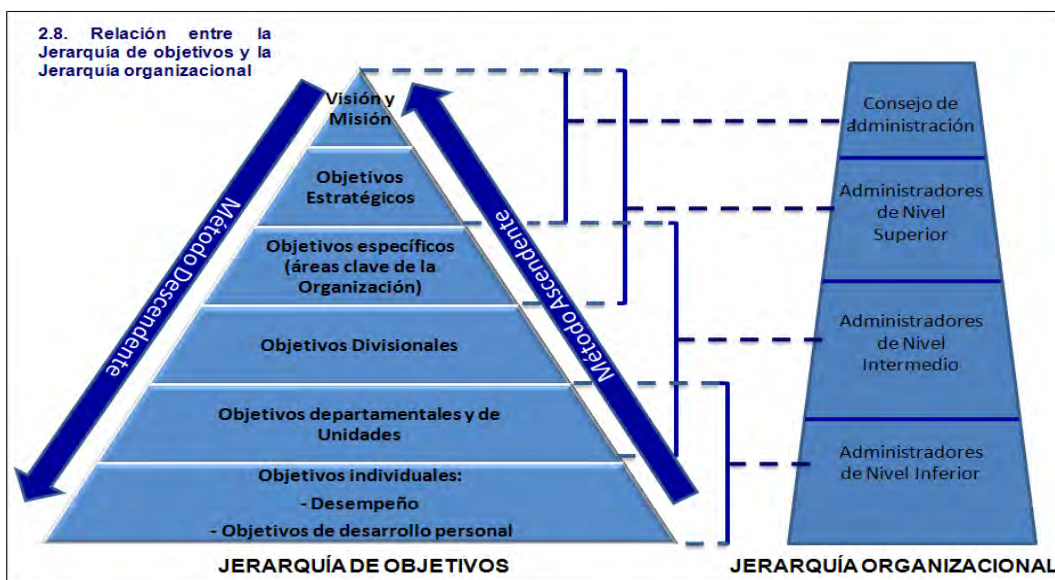 2.8. Relación entre la
Jerarquía de objetivos y la
Jerarquia organizacional
Visión y
Misión
Objetivos
Estratégicos
Objetivos específicos
(áreas clave de la
Organización)
Objetivos Divisionales
Objetivos departamentales y de
Unidades
Objetivos individuales:
- Desempeño
- Objetivos de desarrollo personal
Método Descendente
Método Ascendente
JERARQUÍA DE OBJETIVOS
Consejo de
administración
Administradores
de Nivel
Superior
Administradores
de Nivel
Intermedio
Administradores
de Nivel Inferior
JERARQUÍA ORGANIZACIONAL